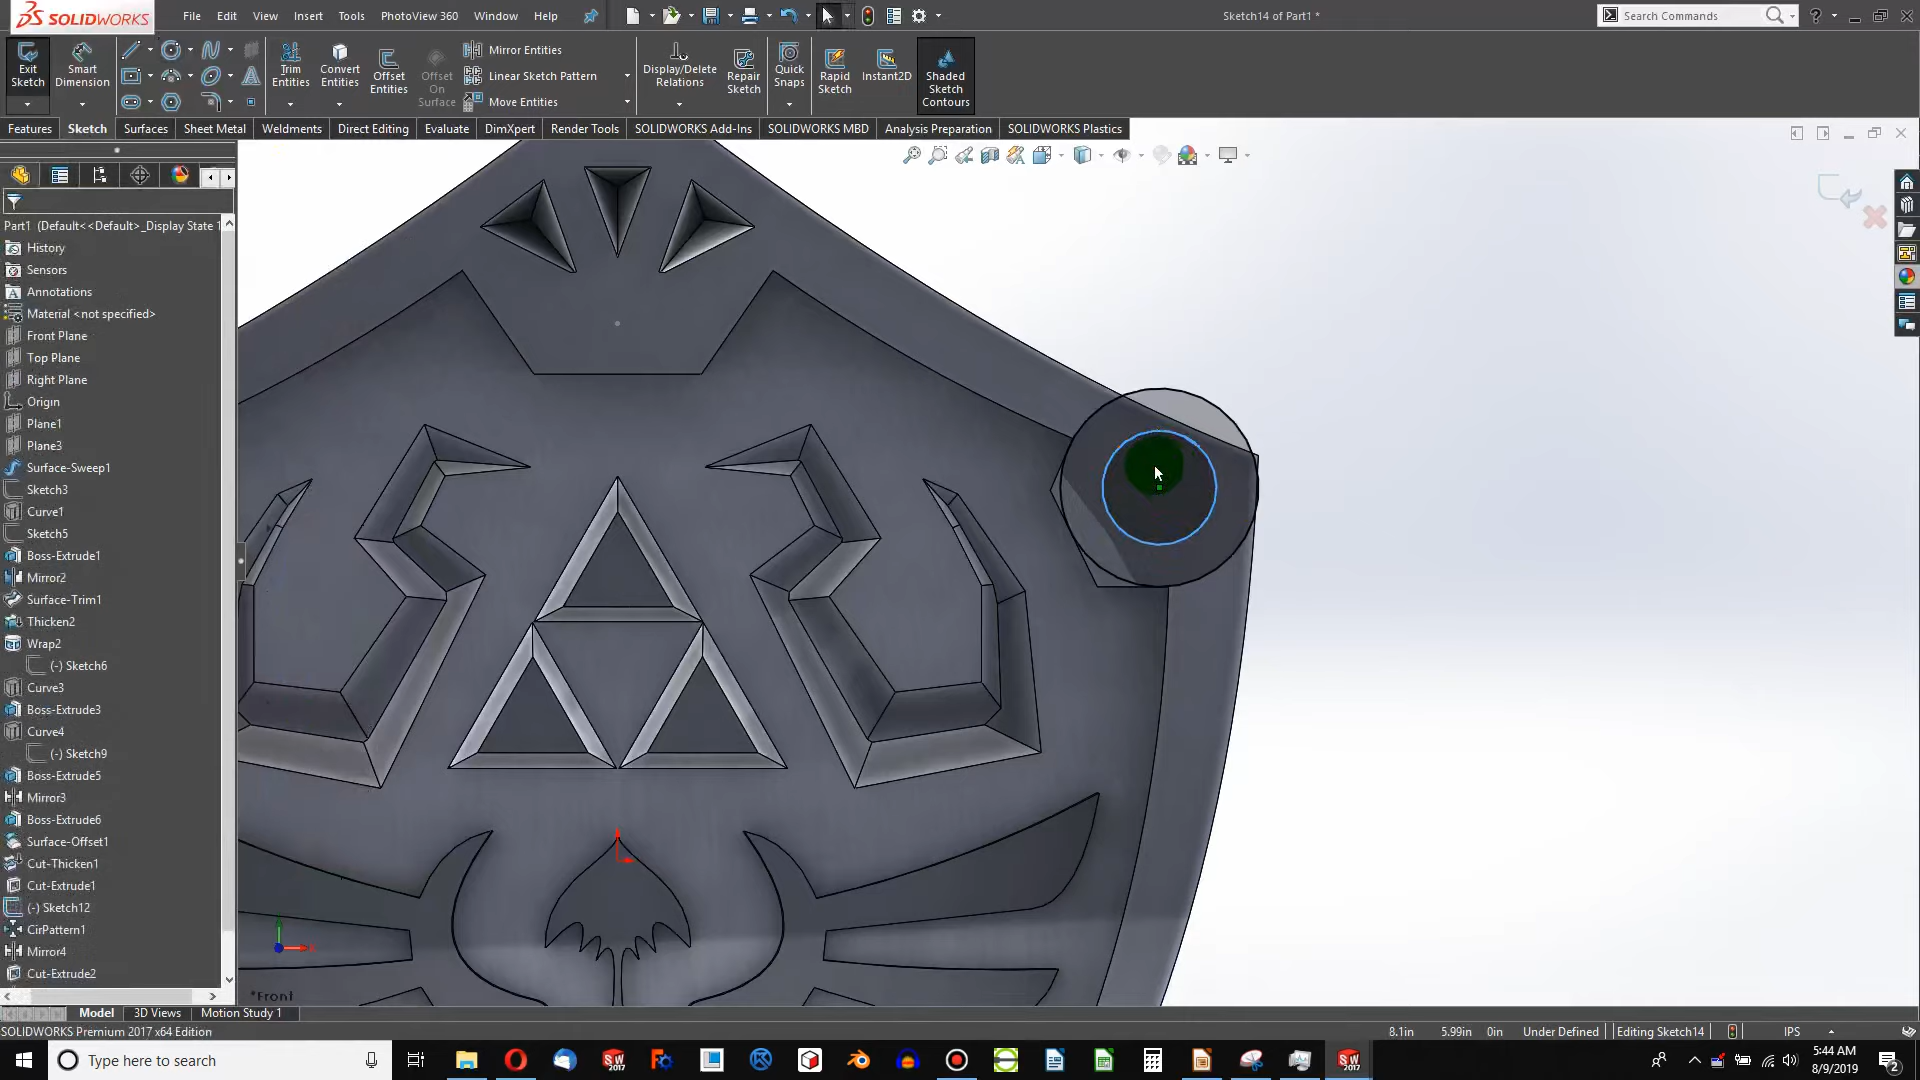 SOLIDWORKS
File Edit View Insert Tools PhotoView 360 Window Help
Sketch14 of Part1 *
Search Commands
Exit Sketch
Smart Dimension
Trim Entities
Convert Entities
Offset Entities
Offset On Surface
Mirror Entities
Linear Sketch Pattern
Move Entities
Display/Delete Relations
Repair Sketch
Quick Snaps
Rapid Sketch
Instant2D
Shaded Sketch Contours
Features Sketch Surfaces Sheet Metal Weldments Direct Editing Evaluate DimXpert Render Tools SOLIDWORKS Add-Ins SOLIDWORKS MBD Analysis Preparation SOLIDWORKS Plastics
Part1 (Default<<Default>_Display State 1
History
Sensors
Annotations
Material <not specified>
Front Plane
Top Plane
Right Plane
Origin
Plane1
Plane3
Surface-Sweep1
Sketch3
Curve1
Sketch5
Boss-Extrude1
Mirror2
Surface-Trim1
Thicken2
Wrap2
(-) Sketch6
Curve3
Boss-Extrude3
Curve4
(-) Sketch9
Boss-Extrude5
Mirror3
Boss-Extrude6
Surface-Offset1
Cut-Thicken1
Cut-Extrude1
(-) Sketch12
CirPattern1
Mirror4
Cut-Extrude2
*Front
Model 3D Views Motion Study 1
SOLIDWORKS Premium 2017 x64 Edition
8.1in 5.99in 0in Under Defined Editing Sketch14 IPS
Type here to search
5:44 AM
8/9/2019
2